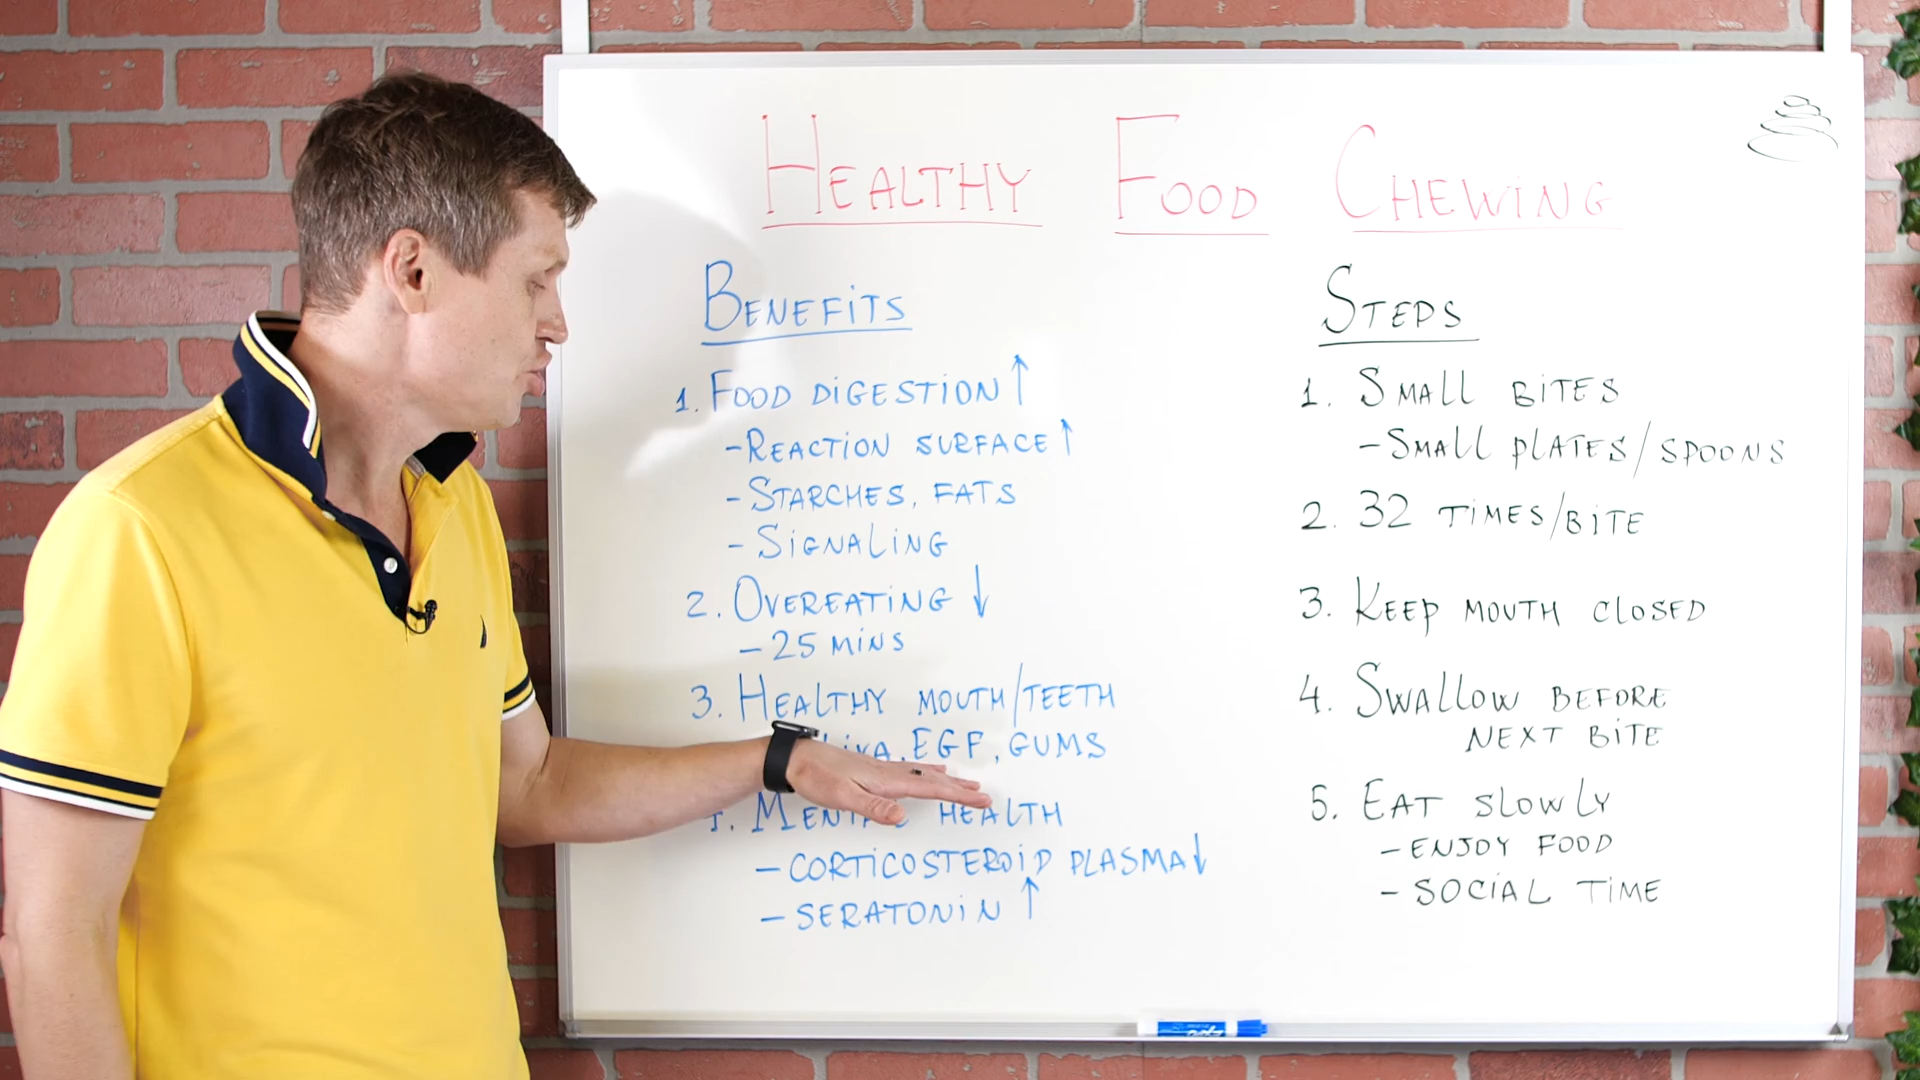 HEALTHY FOOD CHEWING
BENEFITS
1. FOOD DIGESTION ↑
- REACTION SURFACE ↑
- STARCHES, FATS
- SIGNALING
2. OVEREATING ↓
- 25 MINS
3. HEALTHY MOUTH/TEETH
EGF, GUMS
MENTAL HEALTH
- CORTICOSTEROID PLASMA ↓
- SERATONIN ↑
STEPS
1. SMALL BITES
- SMALL PLATES/SPOONS
2. 32 TIMES/BITE
3. KEEP MOUTH CLOSED
4. SWALLOW BEFORE
NEXT BITE
5. EAT SLOWLY
- ENJOY FOOD
- SOCIAL TIME